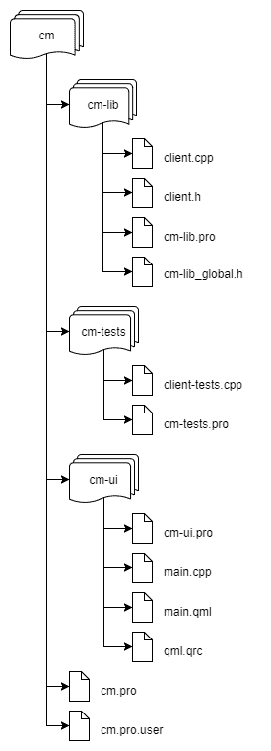 cm
cm-lib
client.cpp
client.h
cm-lib.pro
cm-lib_global.h
cm-tests
client-tests.cpp
cm-tests.pro
cm-ui
cm-ui.pro
main.cpp
main.qml
qml.qrc
cm.pro
cm.pro.user